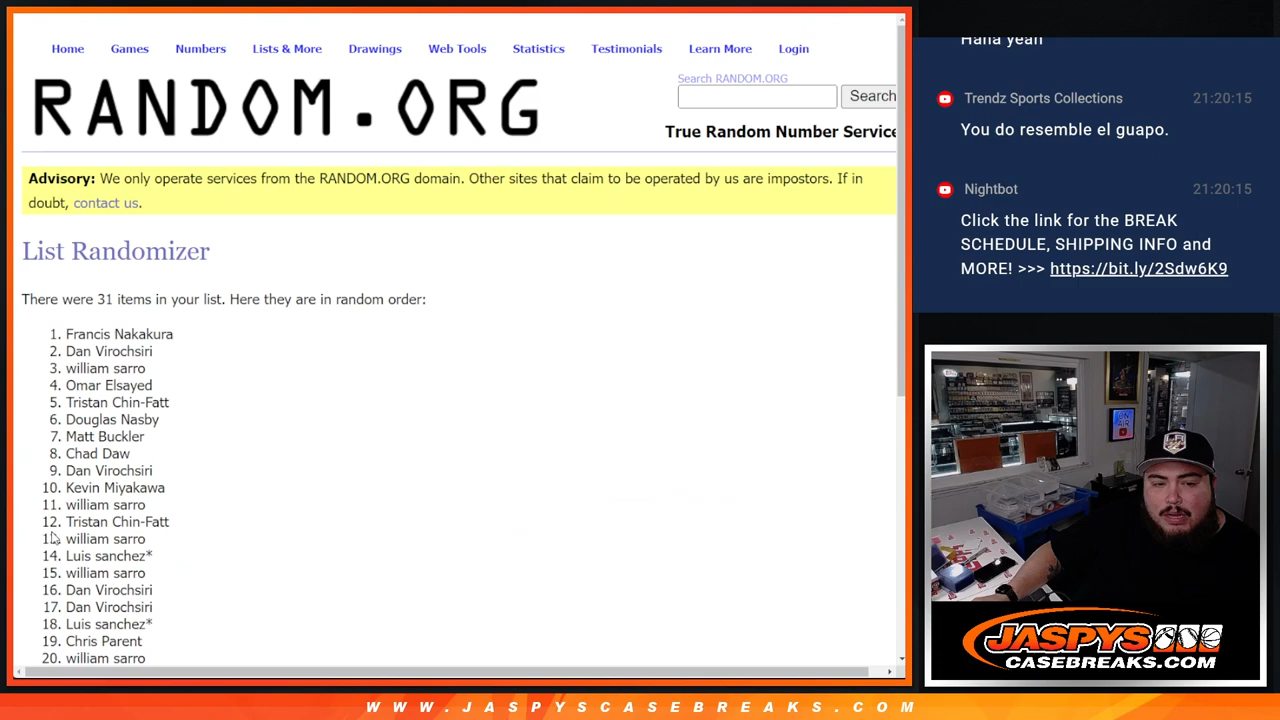 Home Games Numbers Lists & More Drawings Web Tools Statistics Testimonials Learn More Login
RANDOM.ORG
Search RANDOM.ORG
Search
True Random Number Service
Advisory: We only operate services from the RANDOM.ORG domain. Other sites that claim to be operated by us are impostors. If in
doubt, contact us.
List Randomizer
There were 31 items in your list. Here they are in random order:
1. Francis Nakakura
2. Dan Virochsiri
3. william sarro
4. Omar Elsayed
5. Tristan Chin-Fatt
6. Douglas Nasby
7. Matt Buckler
8. Chad Daw
9. Dan Virochsiri
10. Kevin Miyakawa
11. william sarro
12. Tristan Chin-Fatt
13. william sarro
14. Luis sanchez*
15. william sarro
16. Dan Virochsiri
17. Dan Virochsiri
18. Luis sanchez*
19. Chris Parent
20. william sarro
Haha yeah
Trendz Sports Collections 21:20:15
You do resemble el guapo.
Nightbot 21:20:15
Click the link for the BREAK
SCHEDULE, SHIPPING INFO and
MORE! >>> https://bit.ly/2Sdw6K9
ON
AIR
JASPYS
CASEBREAKS.COM
WWW.JASPYSCASEBREAKS.COM